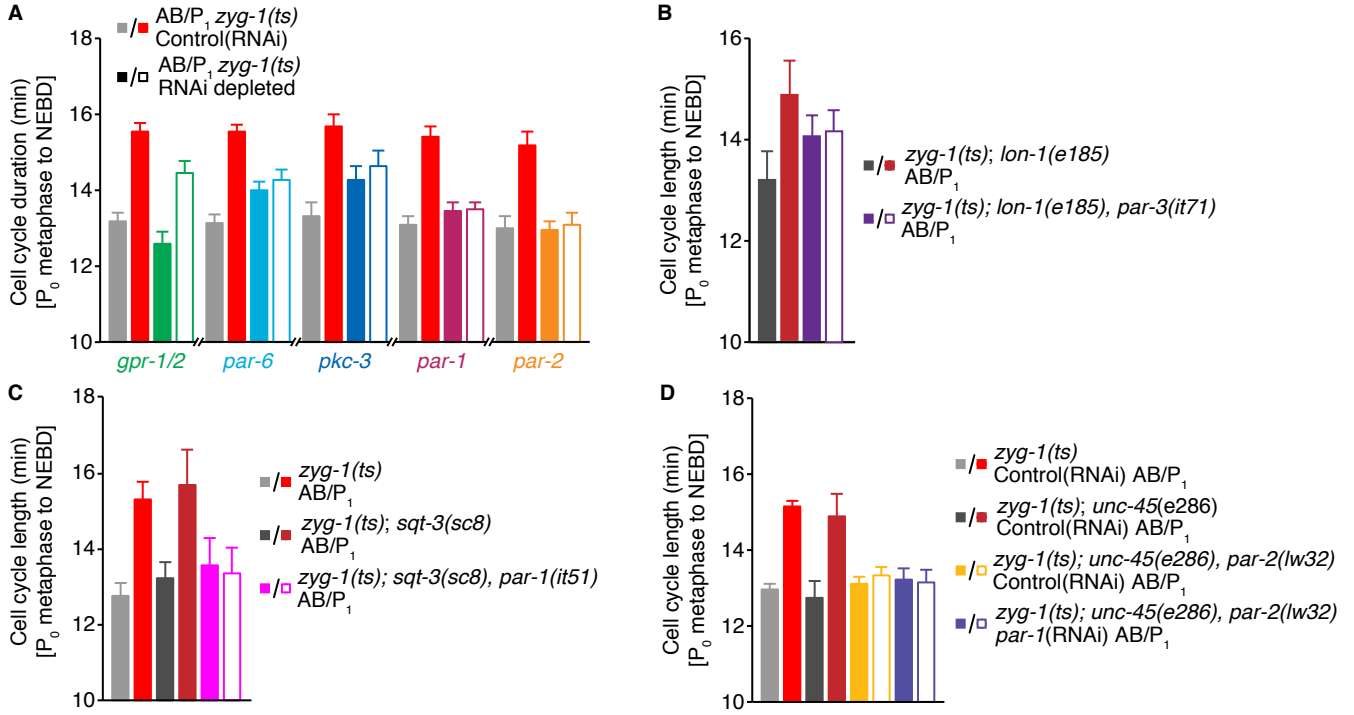 A
AB/P1 zyg-1(ts)
Control(RNAi)
AB/P1 zyg-1(ts)
RNAi depleted
Cell cycle duration (min)
[P0 metaphase to NEBD]
18
16
14
12
10
gpr-1/2 par-6 pkc-3 par-1 par-2
B
Cell cycle length (min)
[P0 metaphase to NEBD]
16
14
12
10
zyg-1(ts); lon-1(e185)
AB/P1
zyg-1(ts); lon-1(e185), par-3(it71)
AB/P1
C
Cell cycle length (min)
[P0 metaphase to NEBD]
18
16
14
12
10
zyg-1(ts)
AB/P1
zyg-1(ts); sqt-3(sc8)
AB/P1
zyg-1(ts); sqt-3(sc8), par-1(it51)
AB/P1
D
Cell cycle length (min)
[P0 metaphase to NEBD]
18
16
14
12
10
zyg-1(ts)
Control(RNAi) AB/P1
zyg-1(ts); unc-45(e286)
Control(RNAi) AB/P1
zyg-1(ts); unc-45(e286), par-2(lw32)
Control(RNAi) AB/P1
zyg-1(ts); unc-45(e286), par-2(lw32)
par-1(RNAi) AB/P1